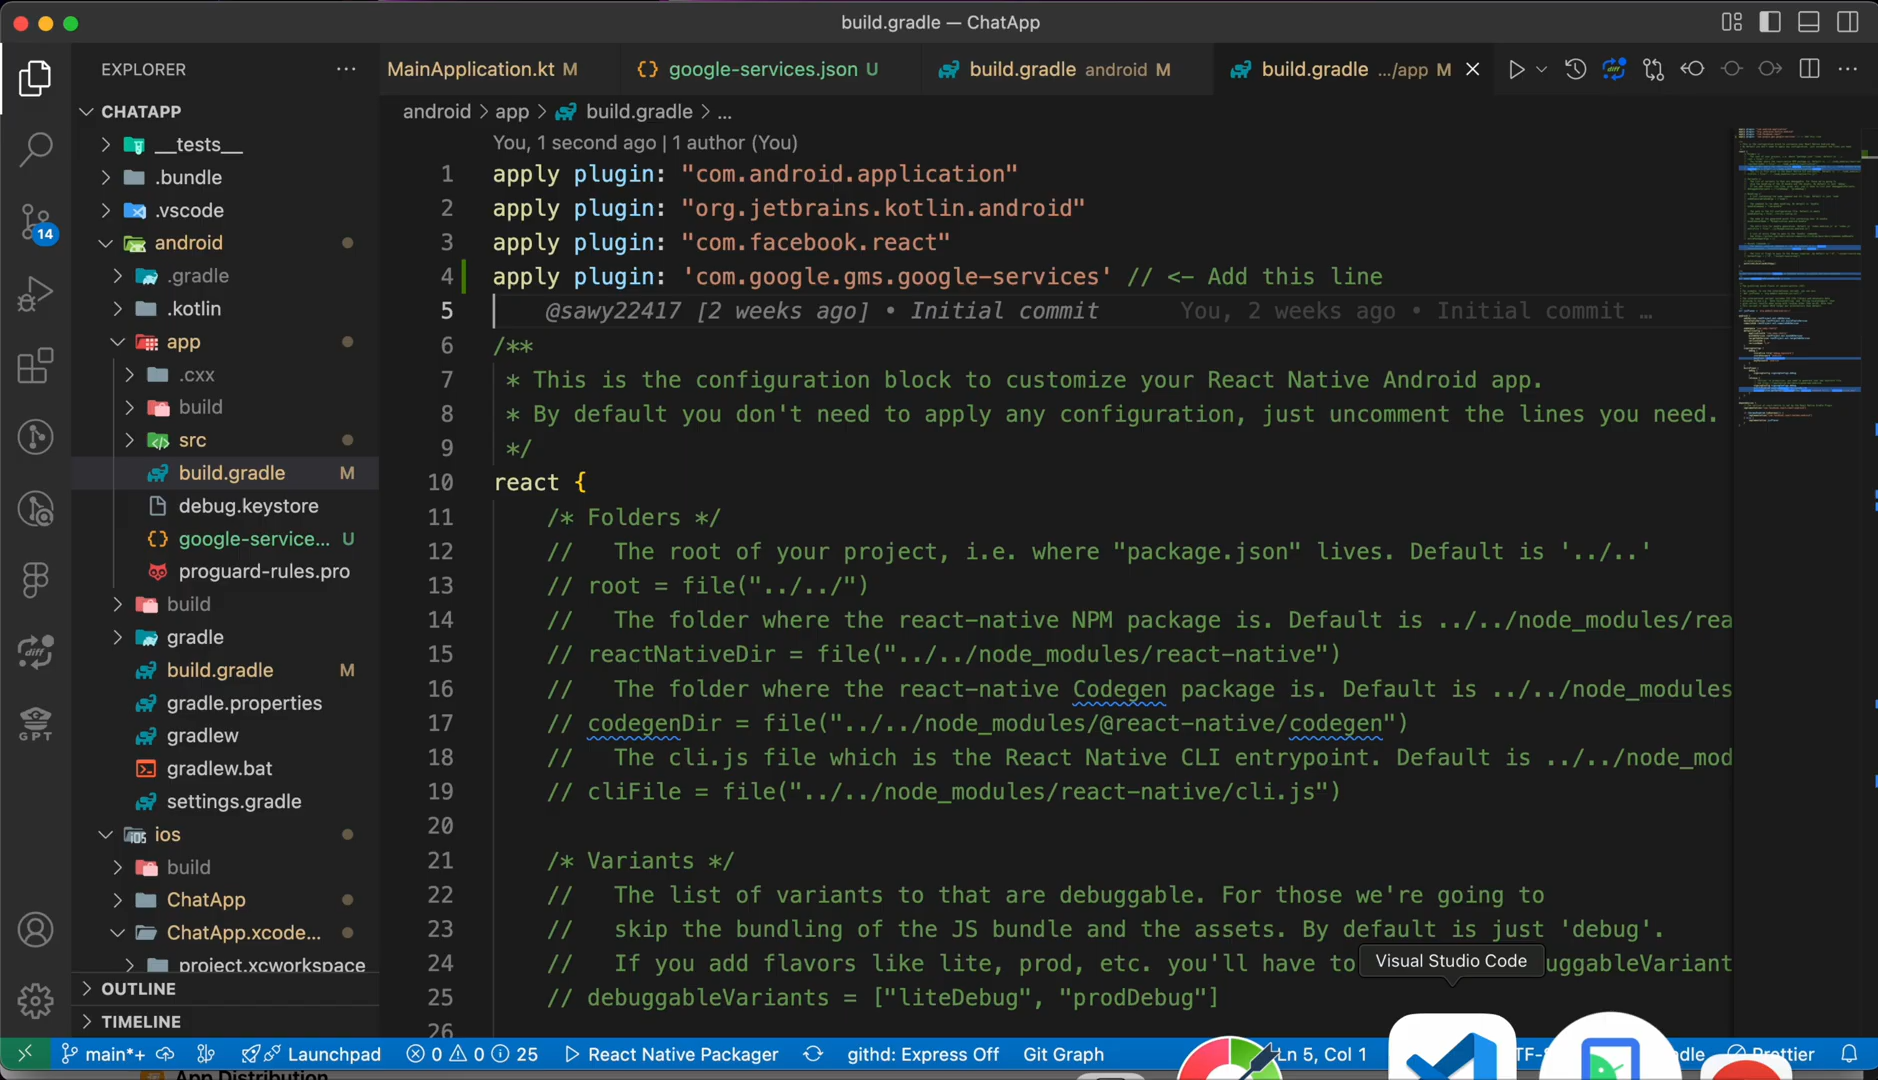 build.gradle — ChatApp
EXPLORER
MainApplication.kt M
google-services.json U
build.gradle android M
build.gradle .../app M
android > app > build.gradle > ...
CHATAPP
__tests__
.bundle
.vscode
android
.gradle
.kotlin
app
.cxx
build
src
build.gradle M
debug.keystore
google-service... U
proguard-rules.pro
build
gradle
build.gradle M
gradle.properties
gradlew
gradlew.bat
settings.gradle
ios
build
ChatApp
ChatApp.xcode...
project.xcworkspace
OUTLINE
TIMELINE
14
diff
GPT
You, 1 second ago | 1 author (You)
1 apply plugin: "com.android.application"
2 apply plugin: "org.jetbrains.kotlin.android"
3 apply plugin: "com.facebook.react"
4 apply plugin: 'com.google.gms.google-services' // <- Add this line
5 @sawy22417 [2 weeks ago] • Initial commit You, 2 weeks ago • Initial commit …
6 /**
7 * This is the configuration block to customize your React Native Android app.
8 * By default you don't need to apply any configuration, just uncomment the lines you need.
9 */
10 react {
11 /* Folders */
12 // The root of your project, i.e. where "package.json" lives. Default is '../..'
13 // root = file("../../")
14 // The folder where the react-native NPM package is. Default is ../../node_modules/rea
15 // reactNativeDir = file("../../node_modules/react-native")
16 // The folder where the react-native Codegen package is. Default is ../../node_modules
17 // codegenDir = file("../../node_modules/@react-native/codegen")
18 // The cli.js file which is the React Native CLI entrypoint. Default is ../../node_mod
19 // cliFile = file("../../node_modules/react-native/cli.js")
20
21 /* Variants */
22 // The list of variants to that are debuggable. For those we're going to
23 // skip the bundling of the JS bundle and the assets. By default is just 'debug'.
24 // If you add flavors like lite, prod, etc. you'll have to uggableVariant
Visual Studio Code
25 // debuggableVariants = ["liteDebug", "prodDebug"]
26
main*+ Launchpad 0 0 25 React Native Packager githd: Express Off Git Graph Ln 5, Col 1 Prettier
App Distribution